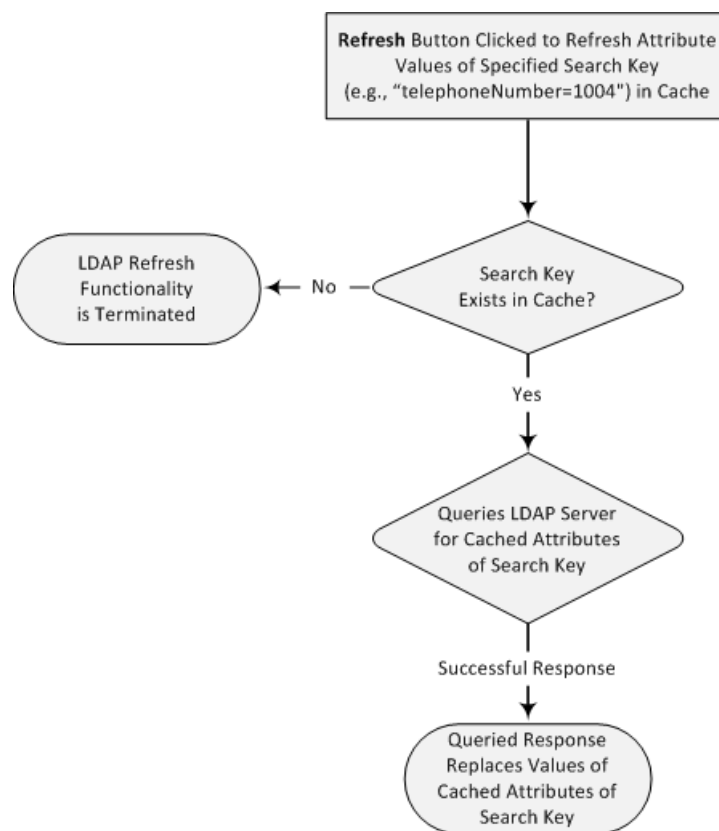 Refresh Button Clicked to Refresh Attribute
Values of Specified Search Key
(e.g., “telephoneNumber=1004") in Cache
LDAP Refresh
Functionality
is Terminated
No
Search Key
Exists in Cache?
Yes
Queries LDAP Server
for Cached Attributes
of Search Key
Successful Response
Queried Response
Replaces Values of
Cached Attributes of
Search Key